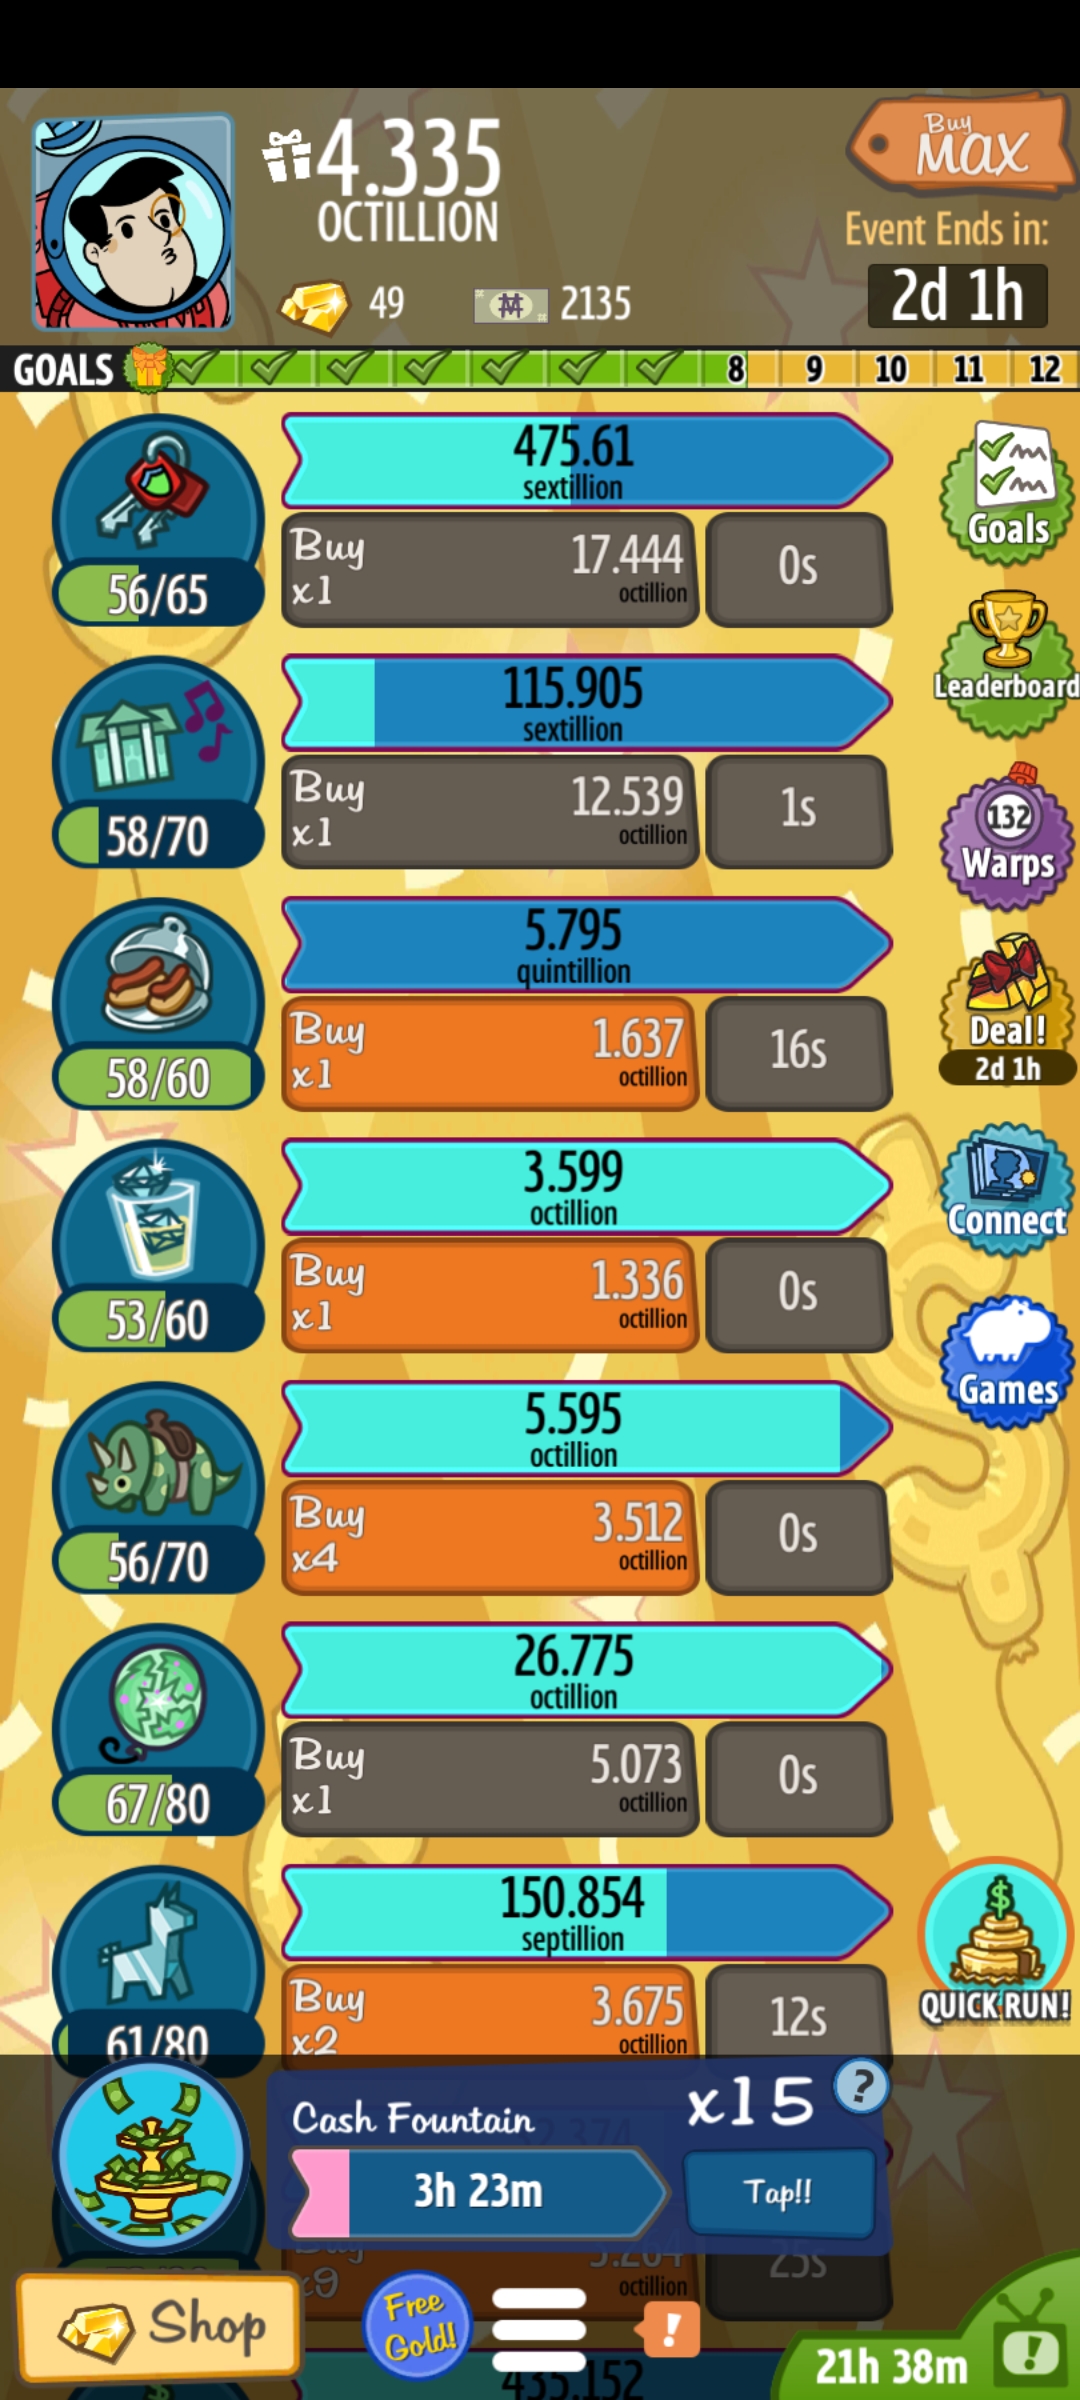 4.335
OCTILLION
49
2135
Buy
MAX
Event Ends in:
2d 1h
GOALS
8 9 10 11 12
475.61
sextillion
56/65
Buy
x1
17.444
octillion
0s
Goals
115.905
sextillion
58/70
Buy
x1
12.539
octillion
1s
Leaderboard
132
Warps
5.795
quintillion
58/60
Buy
x1
1.637
octillion
16s
Deal!
2d 1h
3.599
octillion
53/60
Buy
x1
1.336
octillion
0s
Connect
Games
5.595
octillion
56/70
Buy
x4
3.512
octillion
0s
26.775
octillion
67/80
Buy
x1
5.073
octillion
0s
150.854
septillion
61/80
Buy
x2
3.675
octillion
12s
QUICK RUN!
Cash Fountain
x15
?
3h 23m
Tap!!
Buy
x9
octillion
25s
Shop
Free
Gold!
!
21h 38m
!
435.152